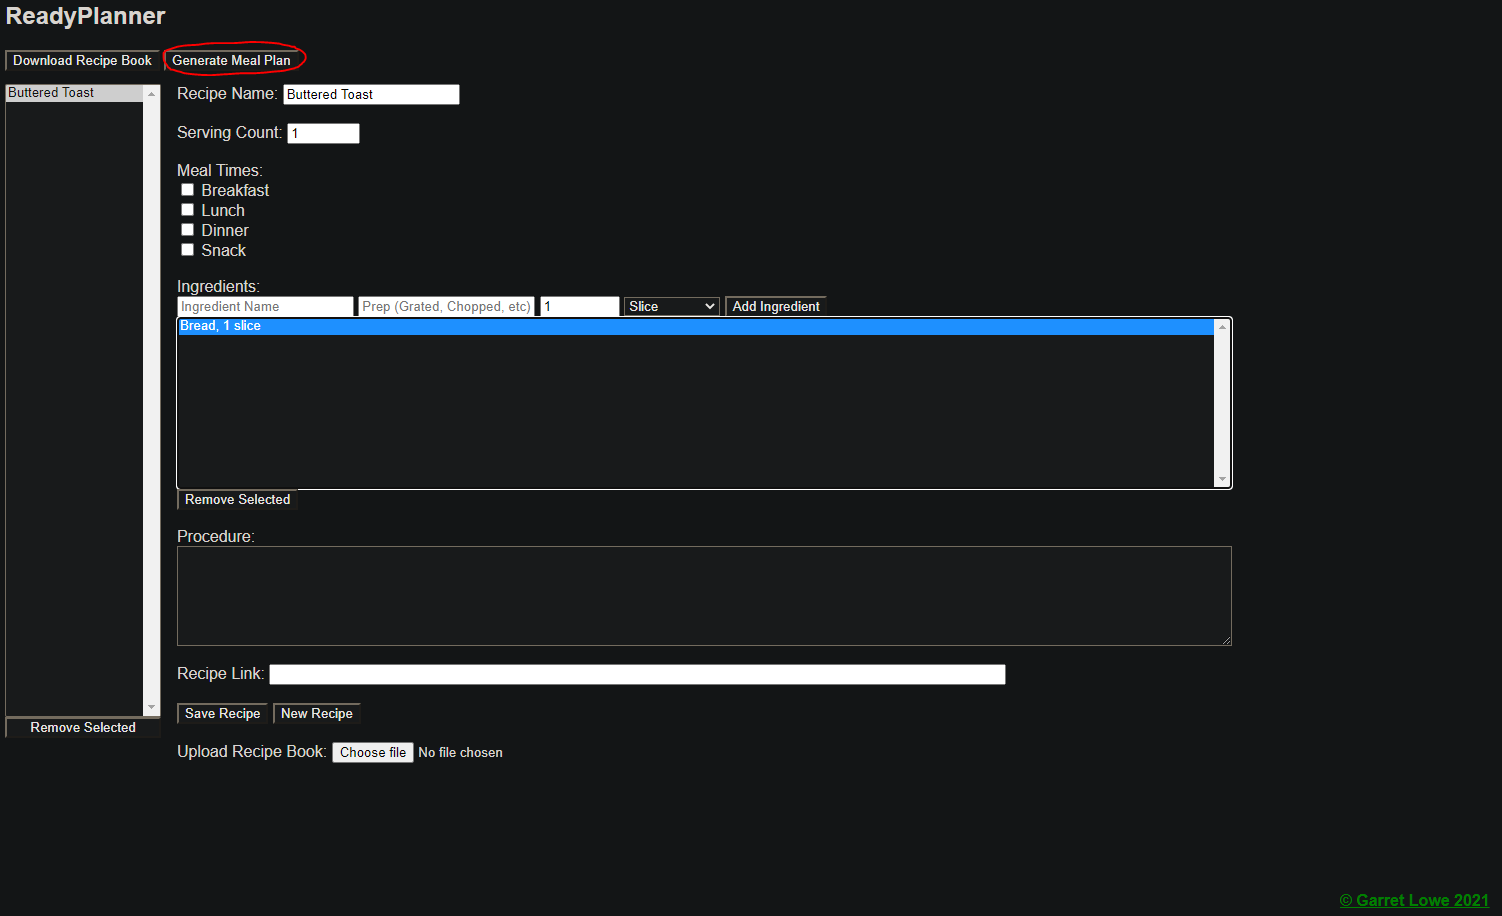 ReadyPlanner
Download Recipe Book Generate Meal Plan
Buttered Toast
Remove Selected
Recipe Name: Buttered Toast
Serving Count: 1
Meal Times:
Breakfast
Lunch
Dinner
Snack
Ingredients:
Ingredient Name Prep (Grated, Chopped, etc) 1 Slice Add Ingredient
Bread, 1 slice
Remove Selected
Procedure:
Recipe Link:
Save Recipe New Recipe
Upload Recipe Book: Choose file No file chosen
© Garret Lowe 2021